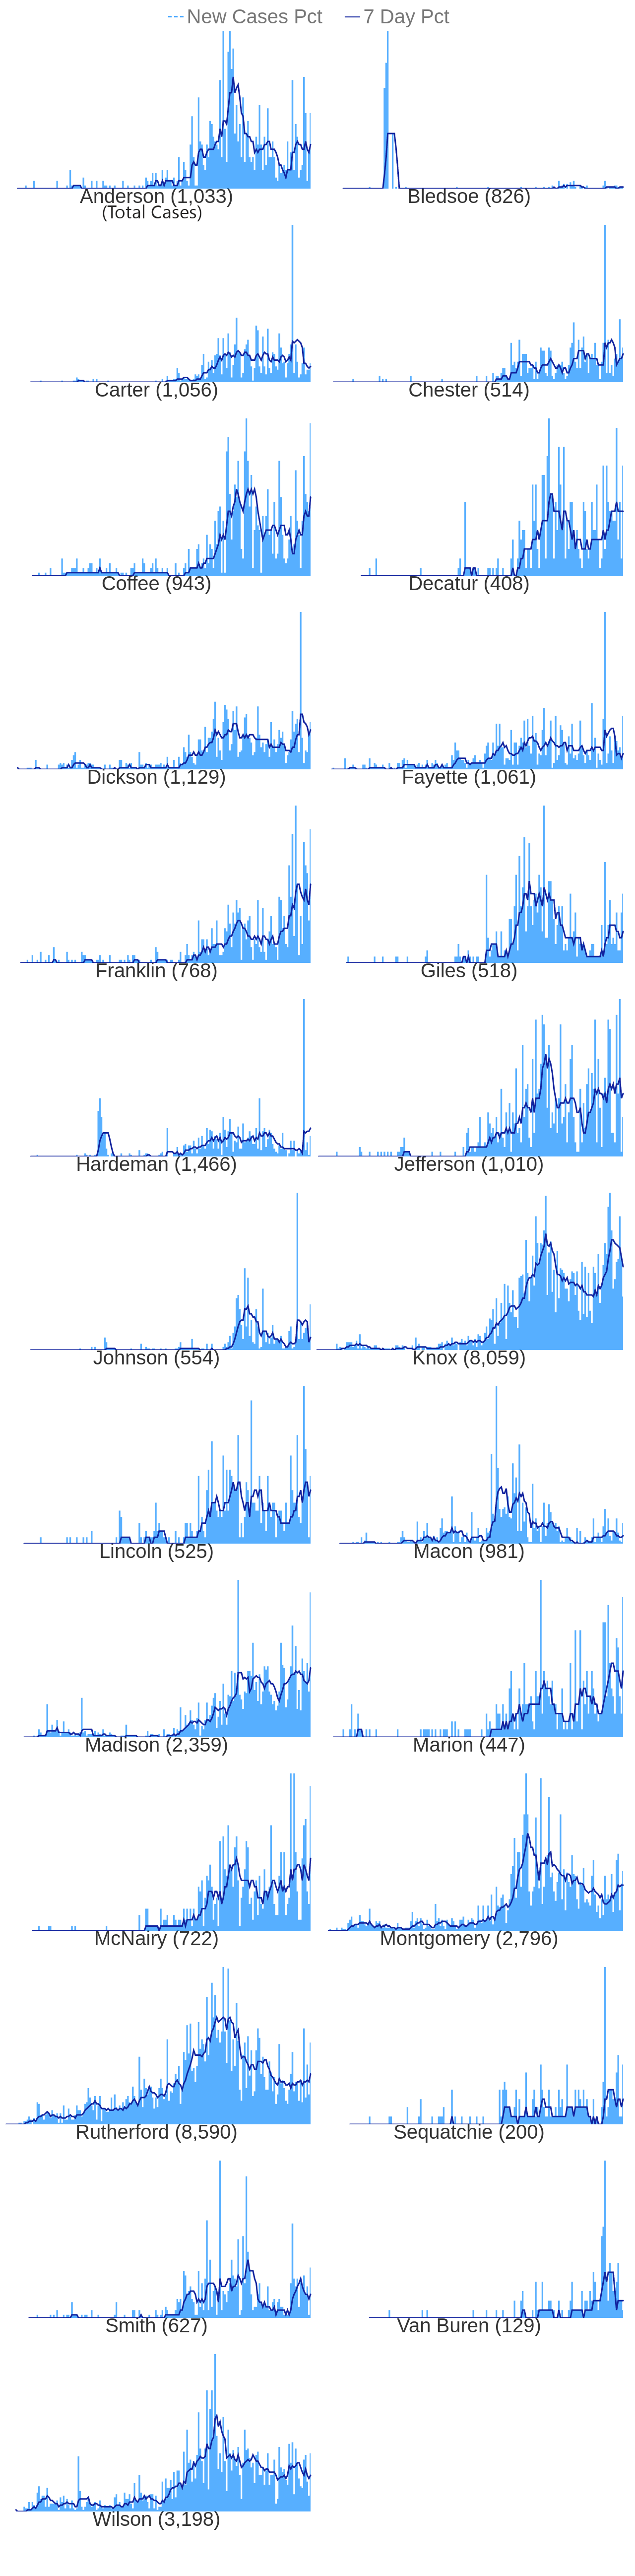 New Cases Pct 7 Day Pct
Anderson (1,033) Bledsoe (826)
(Total Cases)
Carter (1,056) Chester (514)
Coffee (943) Decatur (408)
Dickson (1,129) Fayette (1,061)
Franklin (768) Giles (518)
Hardeman (1,466) Jefferson (1,010)
Johnson (554) Knox (8,059)
Lincoln (525) Macon (981)
Madison (2,359) Marion (447)
McNairy (722) Montgomery (2,796)
Rutherford (8,590) Sequatchie (200)
Smith (627) Van Buren (129)
Wilson (3,198)